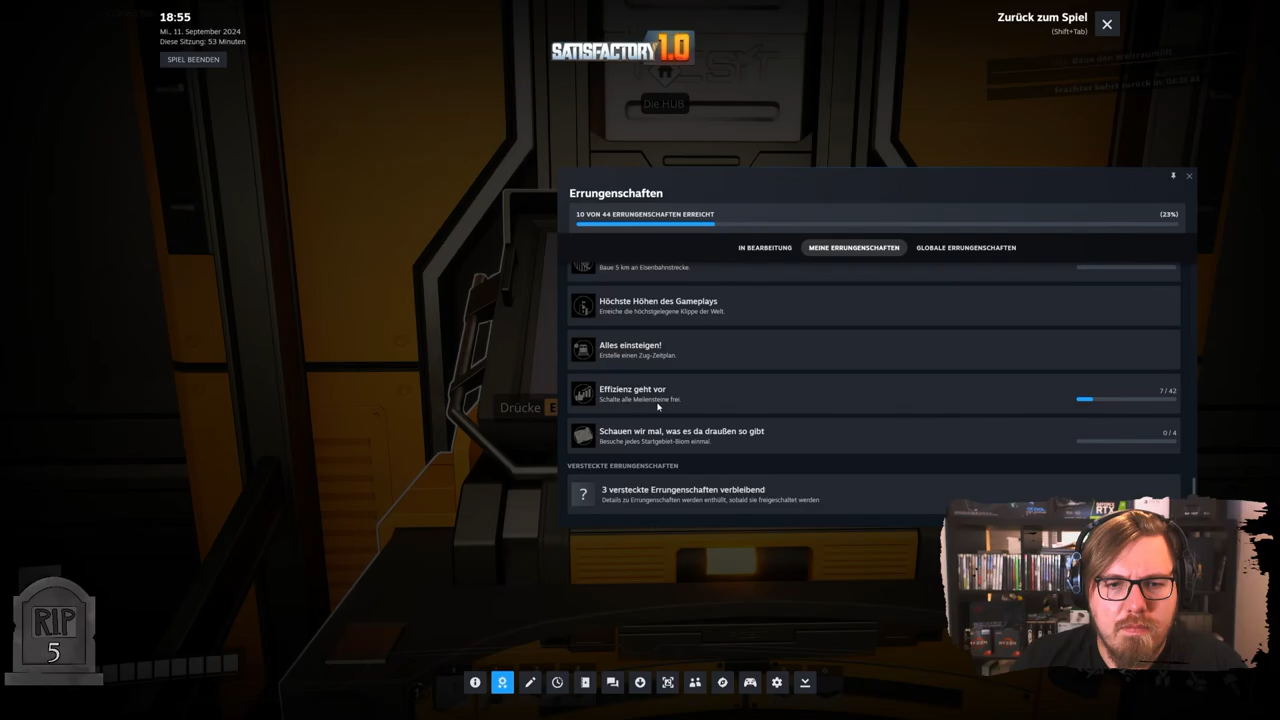 18:55
Mi., 11. September 2024
Diese Sitzung: 53 Minuten
SPIEL BEENDEN
SATISFACTORY 1.0
Zurück zum Spiel
(Shift+Tab)
Die HUB
Errungenschaften
10 VON 44 ERRUNGENSCHAFTEN ERREICHT (23%)
IN BEARBEITUNG MEINE ERRUNGENSCHAFTEN GLOBALE ERRUNGENSCHAFTEN
Baue 5 km an Eisenbahnstrecke.
Höchste Höhen des Gameplays
Erreiche die höchstgelegene Klippe der Welt.
Alles einsteigen!
Erstelle einen Zug-Zeitplan.
Effizienz geht vor 7 / 42
Schalte alle Meilensteine frei.
Drücke E
Schauen wir mal, was es da draußen so gibt 0 / 4
Besuche jedes Startgebiet-Biom einmal.
VERSTECKTE ERRUNGENSCHAFTEN
? 3 versteckte Errungenschaften verbleibend
Details zu Errungenschaften werden enthüllt, sobald sie freigeschaltet werden
RIP
5